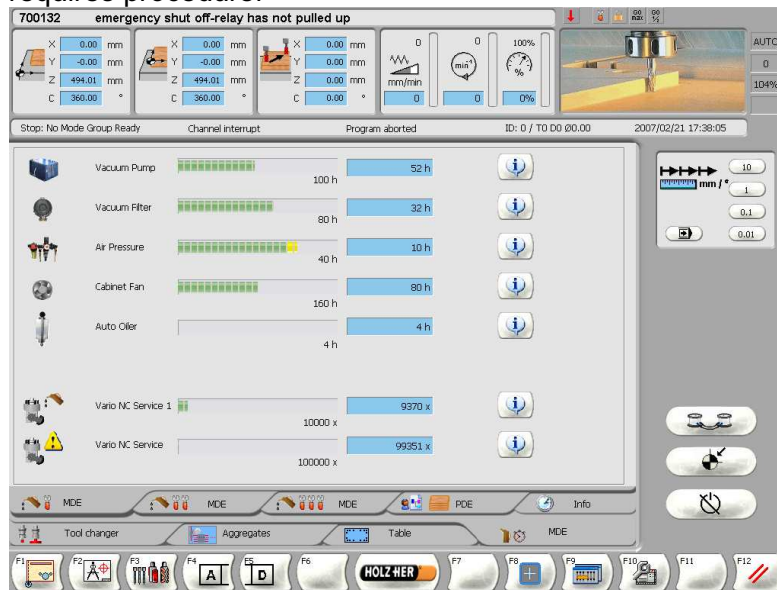 requires procedure.
700132 emergency shut off-relay has not pulled up
GO max GO ½
X 0.00 mm X 0.00 mm X 0.00 mm 0 0 100% AUTO
Y -0.00 mm Y -0.00 mm Y 0.00 mm min⁻¹ % 0
Z 494.01 mm Z 494.01 mm Z 0.00 mm mm/min 104%
C 360.00 ° C 360.00 ° C 0.00 ° 0 0 0%
Stop: No Mode Group Ready Channel interrupt Program aborted ID: 0 / T0 D0 Ø0.00 2007/02/21 17:38:05
Vacuum Pump 100 h 52 h i
Vacuum Filter 80 h 32 h i
Air Pressure 40 h 10 h i
Cabinet Fan 160 h 80 h i
Auto Oiler 4 h 4 h i
Vario NC Service 1 10000 x 9370 x i
Vario NC Service 100000 x 99351 x i
mm / °
10
1
0.1
0.01
MDE MDE MDE PDE Info
Tool changer Aggregates Table MDE
F1 F2 A F3 F4 A F5 D F6 HOLZ HER F7 F8 F9 F10 F11 F12